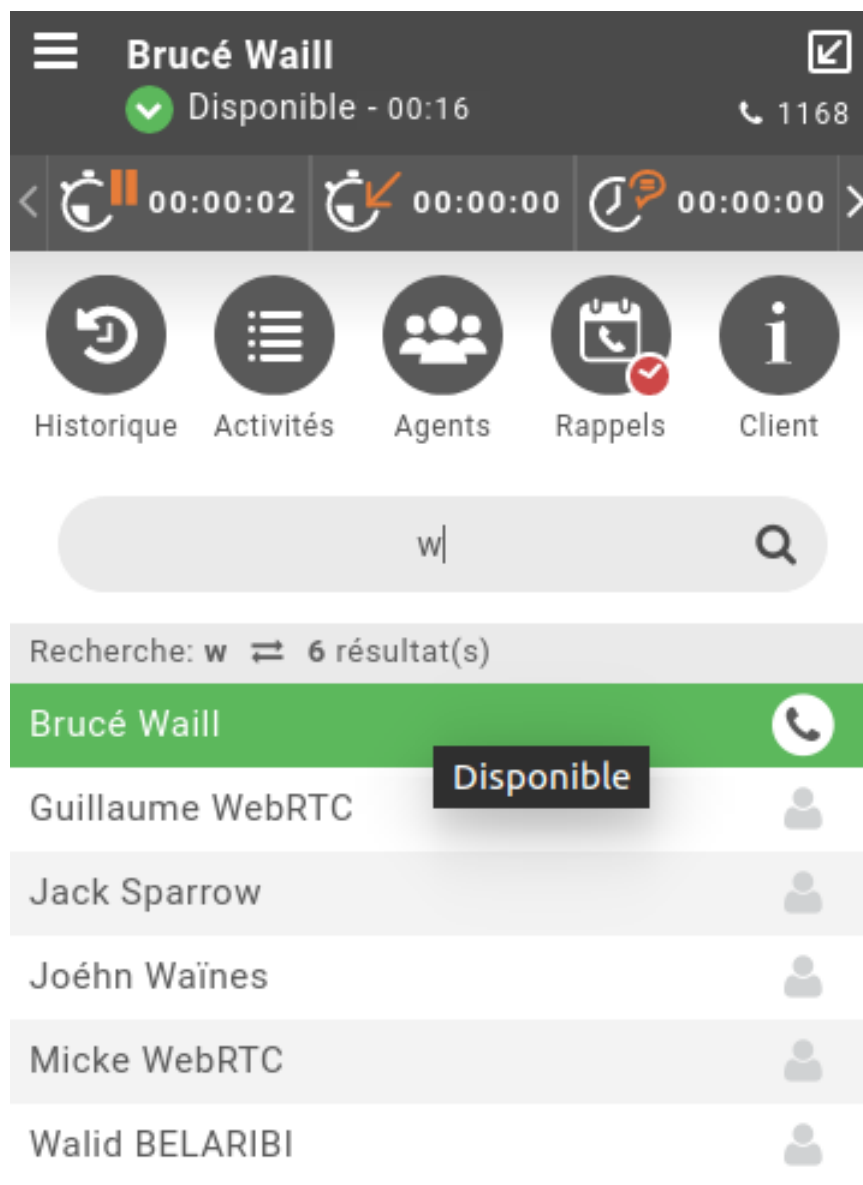 Brucé Waill
Disponible - 00:16
1168
00:00:02 00:00:00 00:00:00
Historique Activités Agents Rappels Client
w
Recherche: w 6 résultat(s)
Brucé Waill
Disponible
Guillaume WebRTC
Jack Sparrow
Joéhn Waïnes
Micke WebRTC
Walid BELARIBI